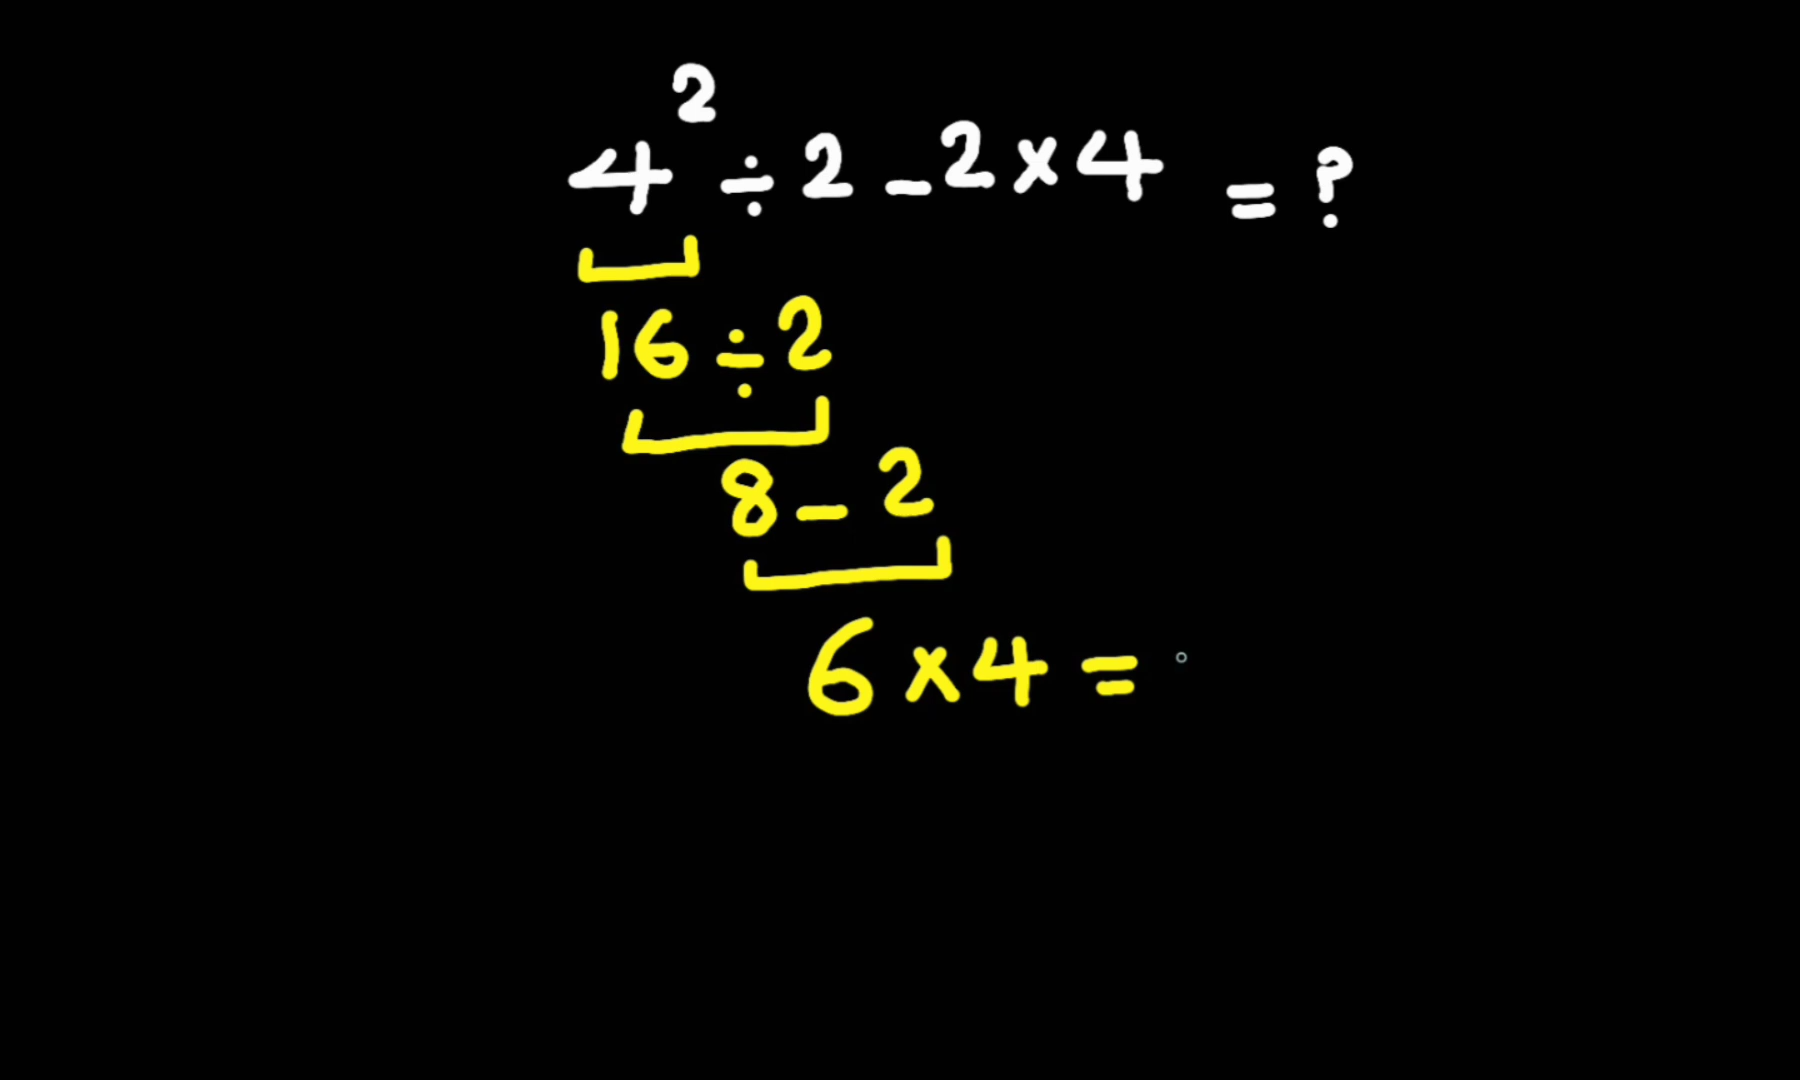 4² ÷ 2 - 2 × 4 = ?
16 ÷ 2
8 - 2
6 × 4 =